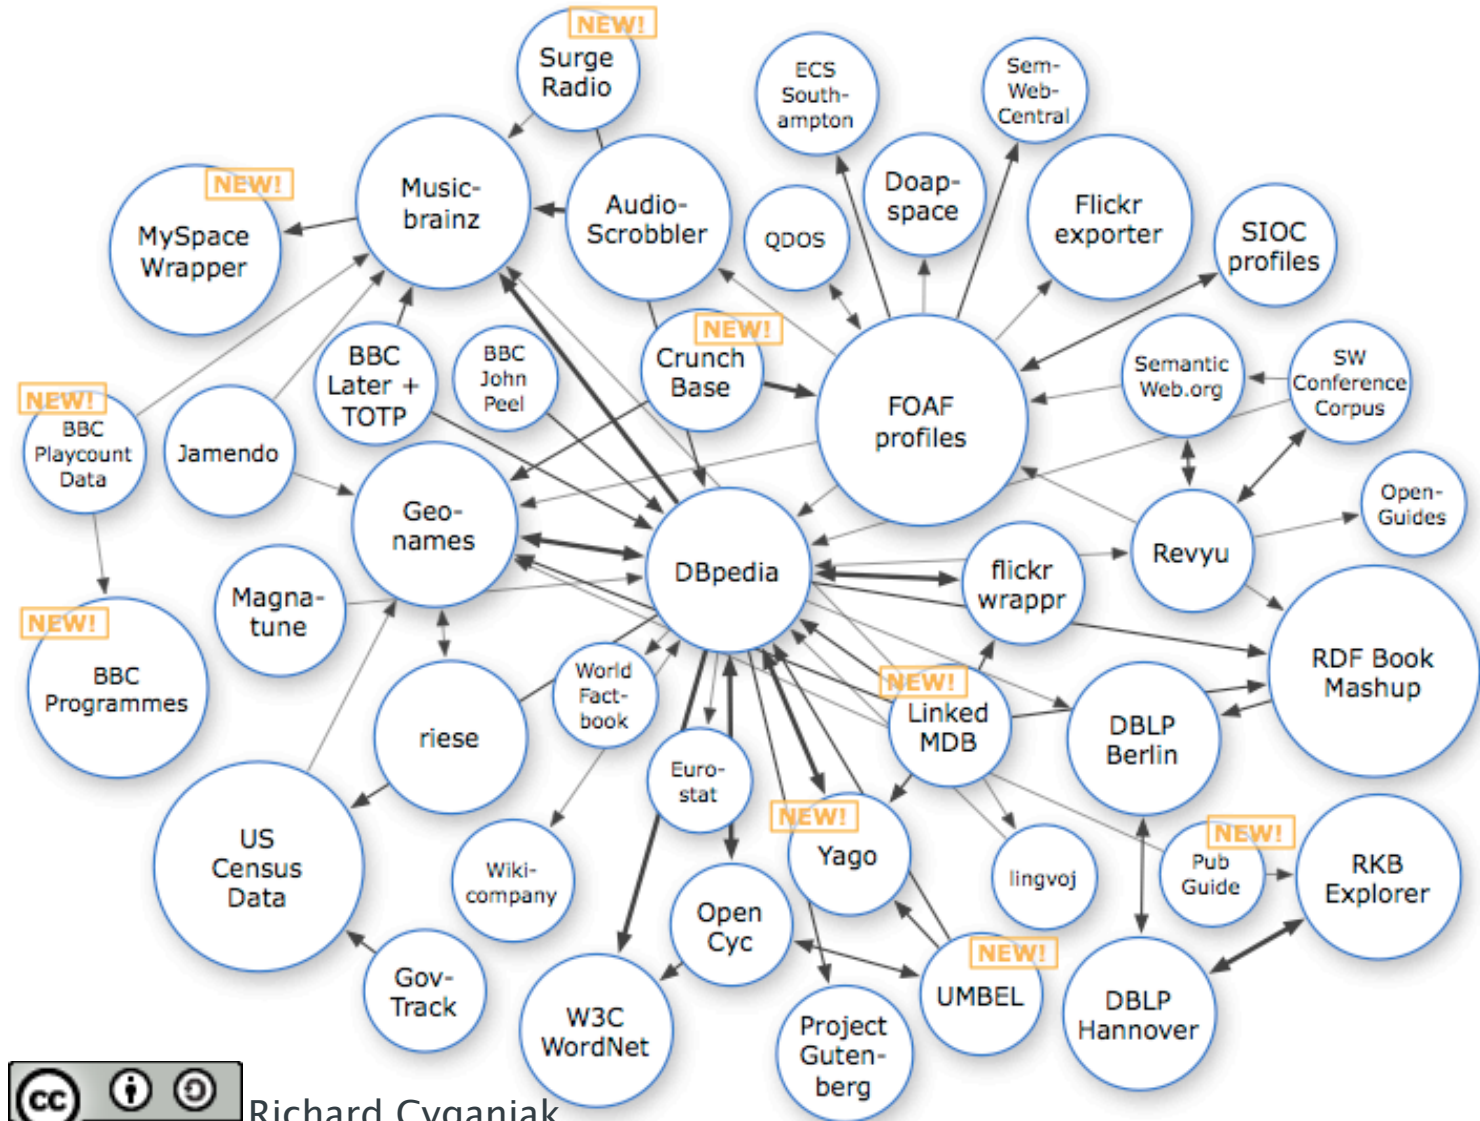 NEW!
Surge
Radio
ECS
South-
ampton
Sem-
Web-
Central
NEW!
MySpace
Wrapper
Music-
brainz
Audio-
Scrobbler
QDOS
Doap-
space
Flickr
exporter
SIOC
profiles
NEW!
BBC
Playcount
Data
Jamendo
BBC
Later +
TOTP
BBC
John
Peel
NEW!
Crunch
Base
FOAF
profiles
Semantic
Web.org
SW
Conference
Corpus
Geo-
names
DBpedia
flickr
wrappr
Revyu
Open-
Guides
NEW!
BBC
Programmes
Magna-
tune
riese
World
Fact-
book
Euro-
stat
NEW!
Linked
MDB
DBLP
Berlin
RDF Book
Mashup
US
Census
Data
Wiki-
company
Open
Cyc
NEW!
Yago
lingvoj
NEW!
Pub
Guide
RKB
Explorer
Gov-
Track
W3C
WordNet
Project
Guten-
berg
NEW!
UMBEL
DBLP
Hannover
cc
Richard Cyganiak